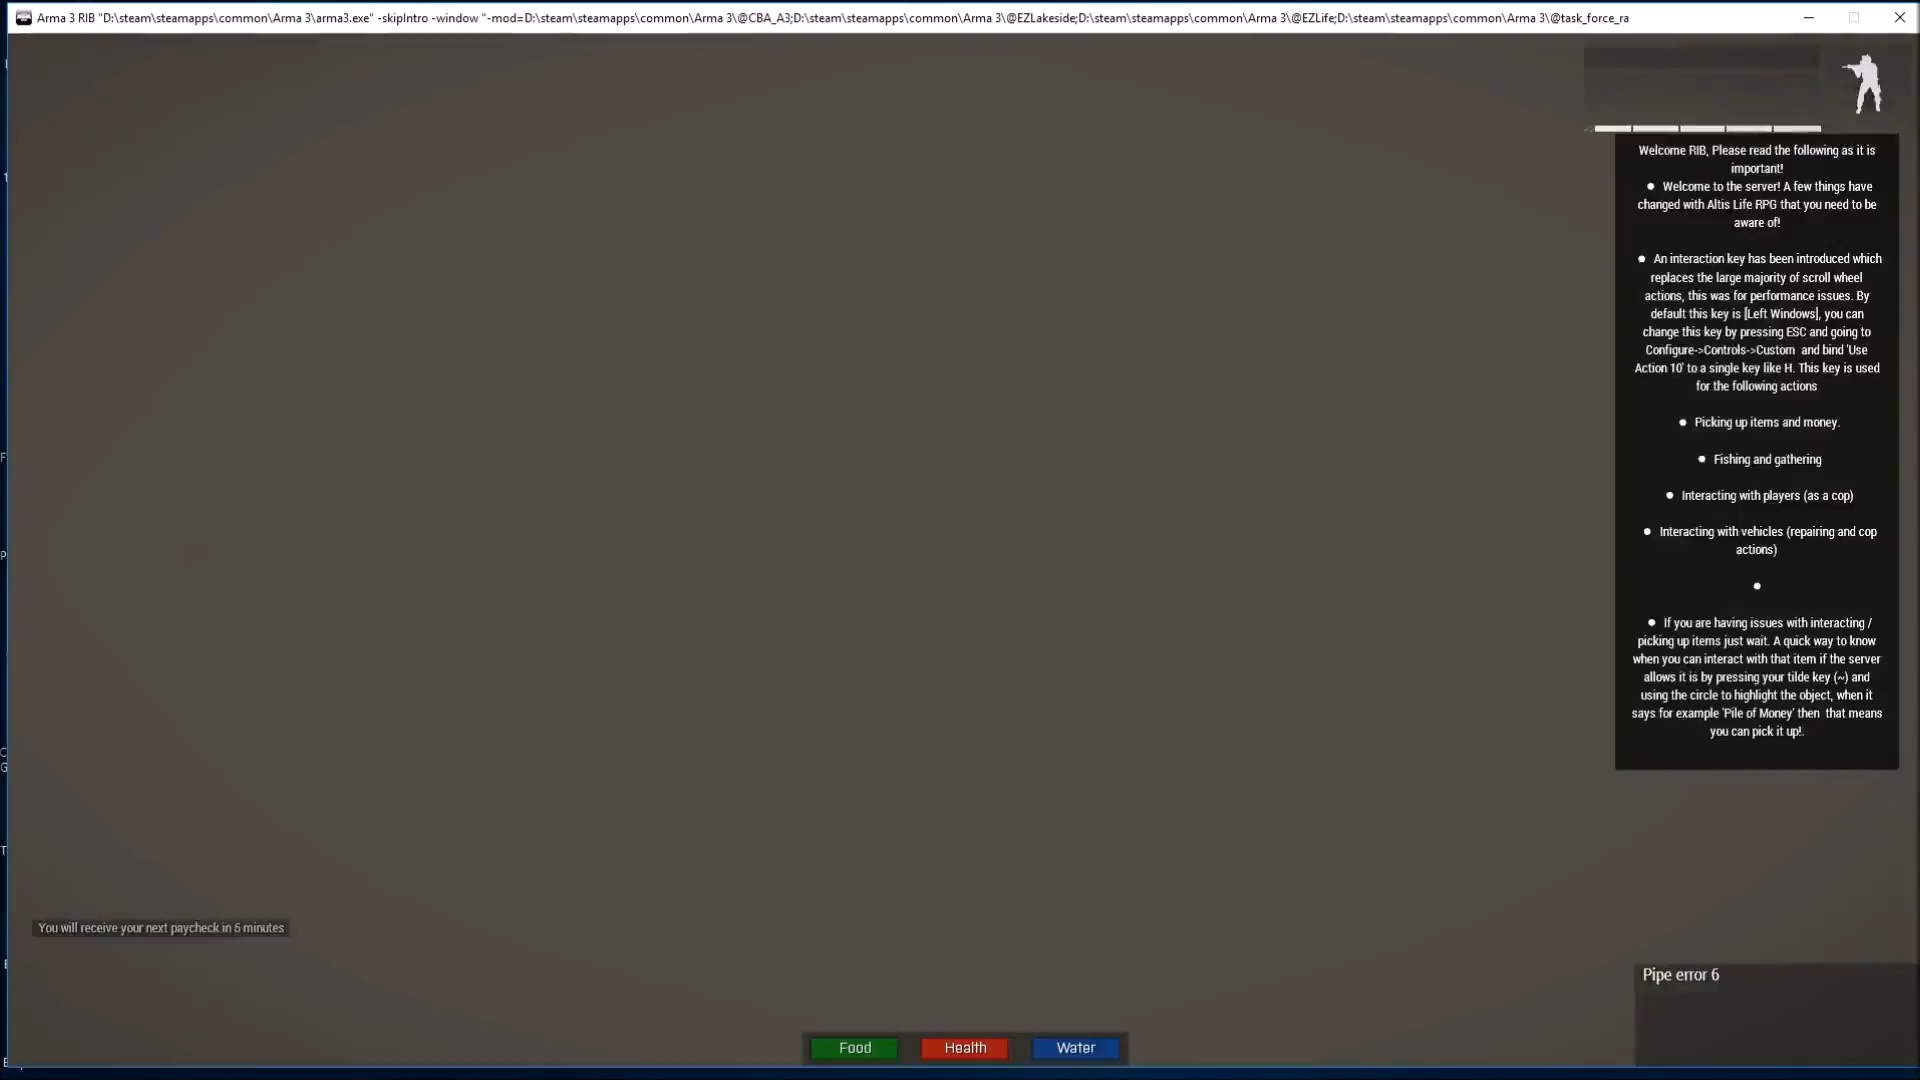 Arma 3 RIB "D:\steam\steamapps\common\Arma 3\arma3.exe" -skipIntro -window "-mod=D:\steam\steamapps\common\Arma 3\@CBA_A3;D:\steam\steamapps\common\Arma 3\@EZLakeside;D:\steam\steamapps\common\Arma 3\@EZLife;D:\steam\steamapps\common\Arma 3\@task_force_ra
Welcome RIB, Please read the following as it is
important!
● Welcome to the server! A few things have
changed with Altis Life RPG that you need to be
aware of!
● An interaction key has been introduced which
replaces the large majority of scroll wheel
actions, this was for performance issues. By
default this key is [Left Windows], you can
change this key by pressing ESC and going to
Configure->Controls->Custom and bind 'Use
Action 10' to a single key like H. This key is used
for the following actions
● Picking up items and money.
● Fishing and gathering
● Interacting with players (as a cop)
● Interacting with vehicles (repairing and cop
actions)
●
● If you are having issues with interacting /
picking up items just wait. A quick way to know
when you can interact with that item if the server
allows it is by pressing your tilde key (~) and
using the circle to highlight the object, when it
says for example 'Pile of Money' then that means
you can pick it up!.
You will receive your next paycheck in 5 minutes
Pipe error 6
Food
Health
Water